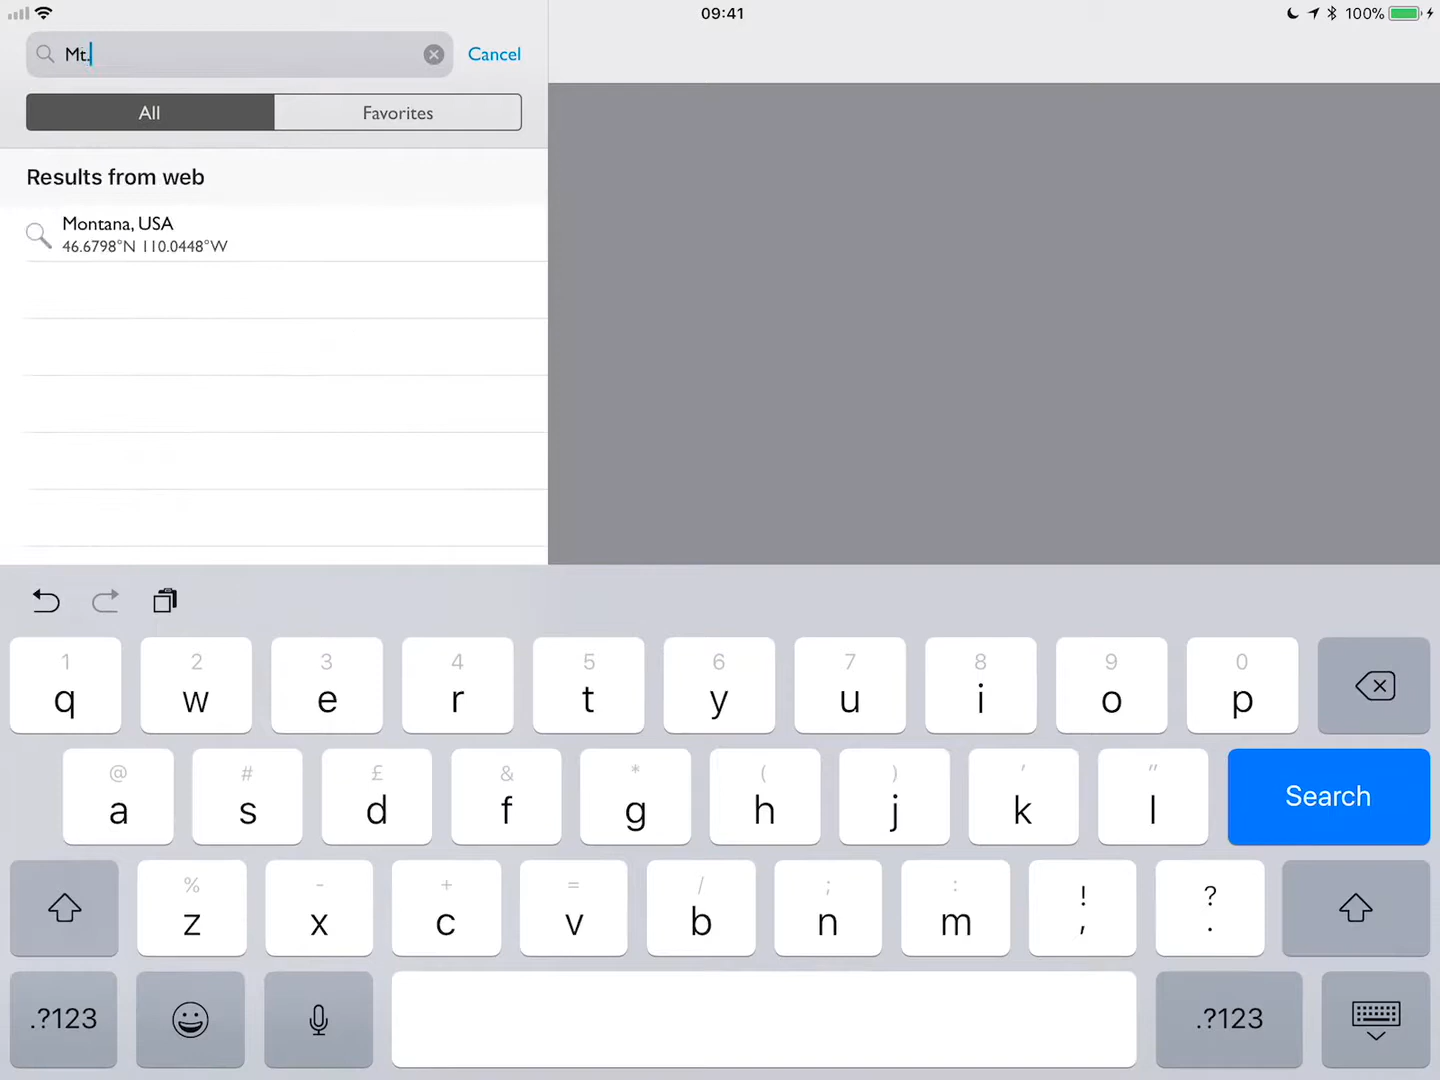 09:41
100%
Mt.
Cancel
All
Favorites
Results from web
Montana, USA
46.6798°N 110.0448°W
1 2 3 4 5 6 7 8 9 0
q w e r t y u i o p
@ # £ & * ( ) ' "
a s d f g h j k l
Search
% - + = / ; : ! ?
z x c v b n m , .
.?123
.?123